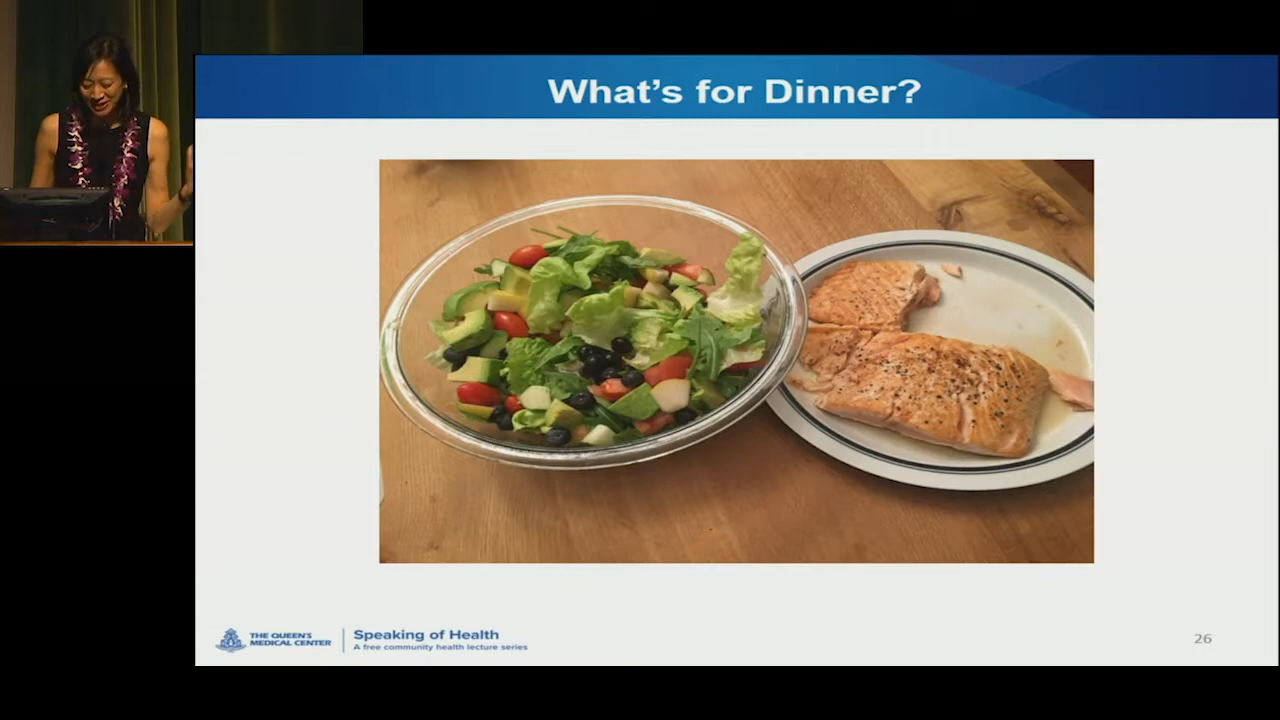 What's for Dinner?
THE QUEEN'S
MEDICAL CENTER
Speaking of Health
A free community health lecture series
26